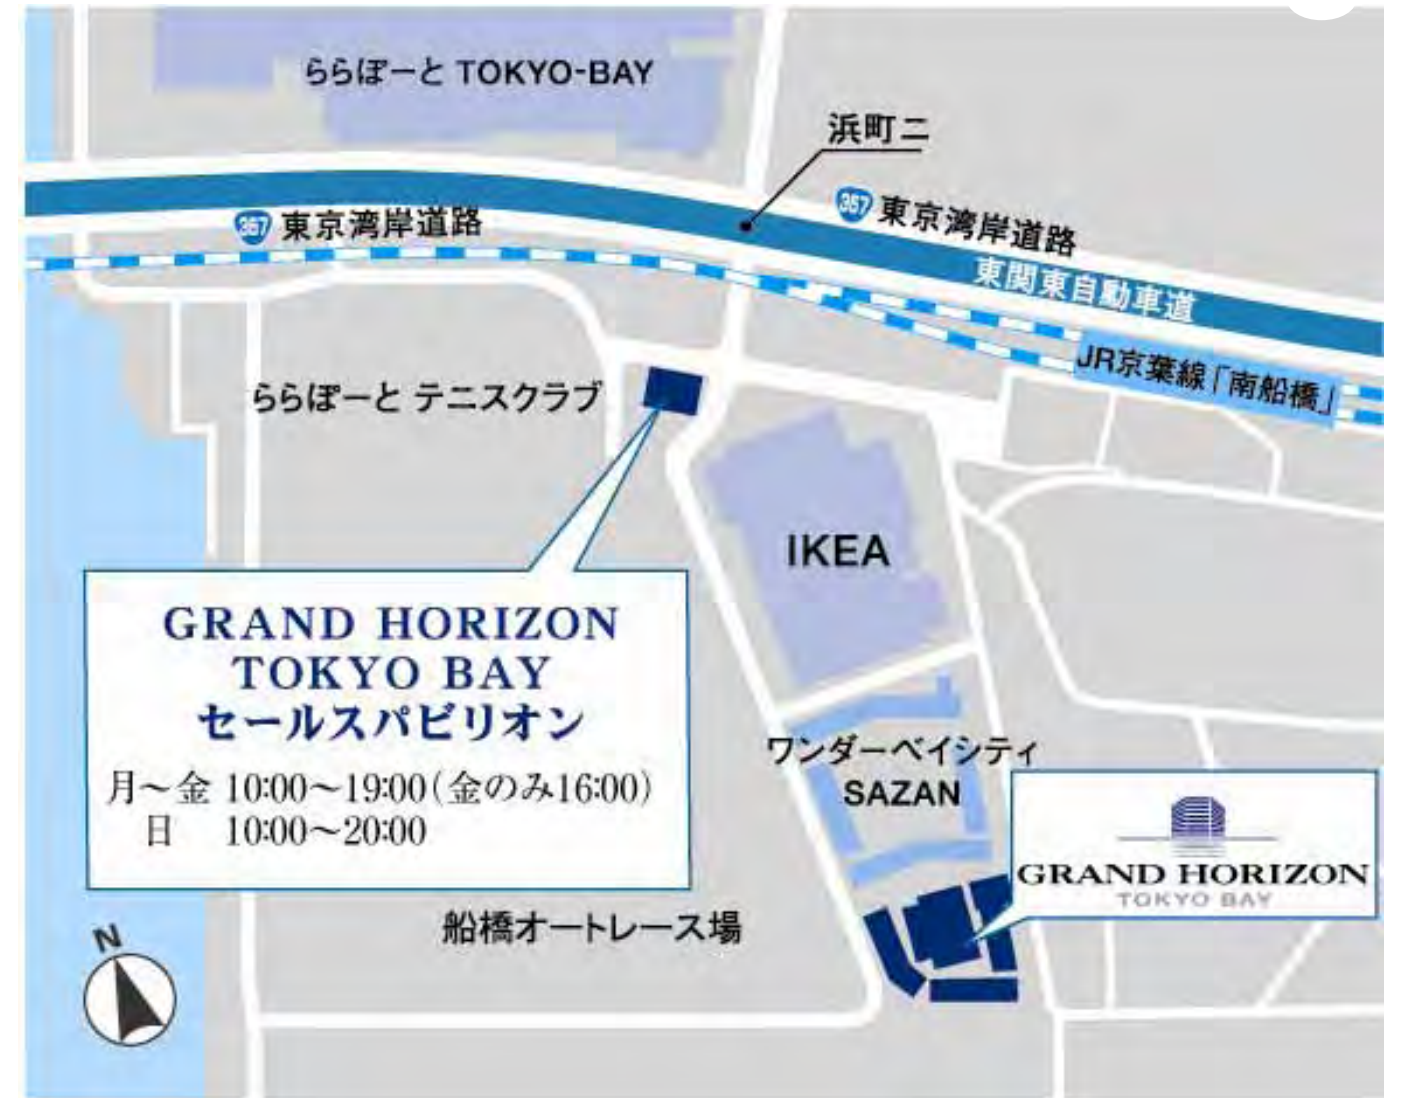 ららぽーと TOKYO-BAY
浜町二
357 東京湾岸道路
357 東京湾岸道路
東関東自動車道
JR京葉線「南船橋」
ららぽーと テニスクラブ
IKEA
GRAND HORIZON
TOKYO BAY
セールスパビリオン
月～金 10:00～19:00(金のみ16:00)
日 10:00～20:00
ワンダーベイシティ
SAZAN
GRAND HORIZON
TOKYO BAY
船橋オートレース場
N